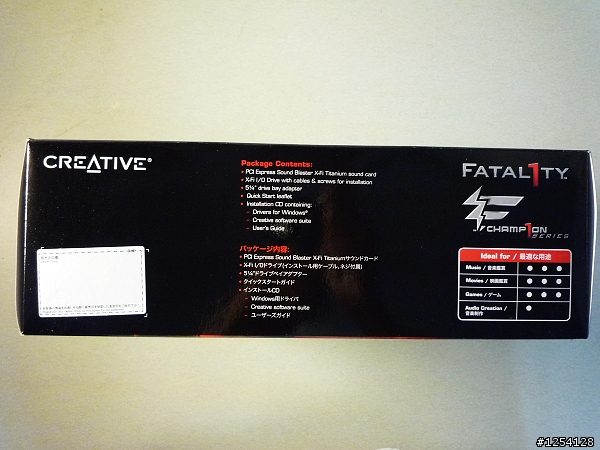 CREATIVE®
Package Contents:
• PCI Express Sound Blaster X-Fi Titanium sound card
• X-Fi I/O Drive with cables & screws for installation
• 5¼" drive bay adapter
• Quick Start leaflet
• Installation CD containing:
– Drivers for Windows®
– Creative software suite
– User's Guide
パッケージ内容:
• PCI Express Sound Blaster X-Fi Titaniumサウンドカード
• X-Fi I/Oドライブ(インストール用ケーブル、ネジ付属)
• 5¼"ドライブベイアダプター
• クイックスタートガイド
• インストールCD
– Windows用ドライバ
– Creative software suite
– ユーザーズガイド
FATAL1TY™
CHAMP1ON
SERIES
Ideal for / 最適な用途
Music / 音楽鑑賞
Movies / 映画鑑賞
Games / ゲーム
Audio Creation /
音楽制作
#1254128